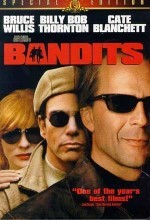 SPECIAL EDITION
BRUCE WILLIS BILLY BOB THORNTON CATE BLANCHETT
BANDITS
"One of the year's
best films!"